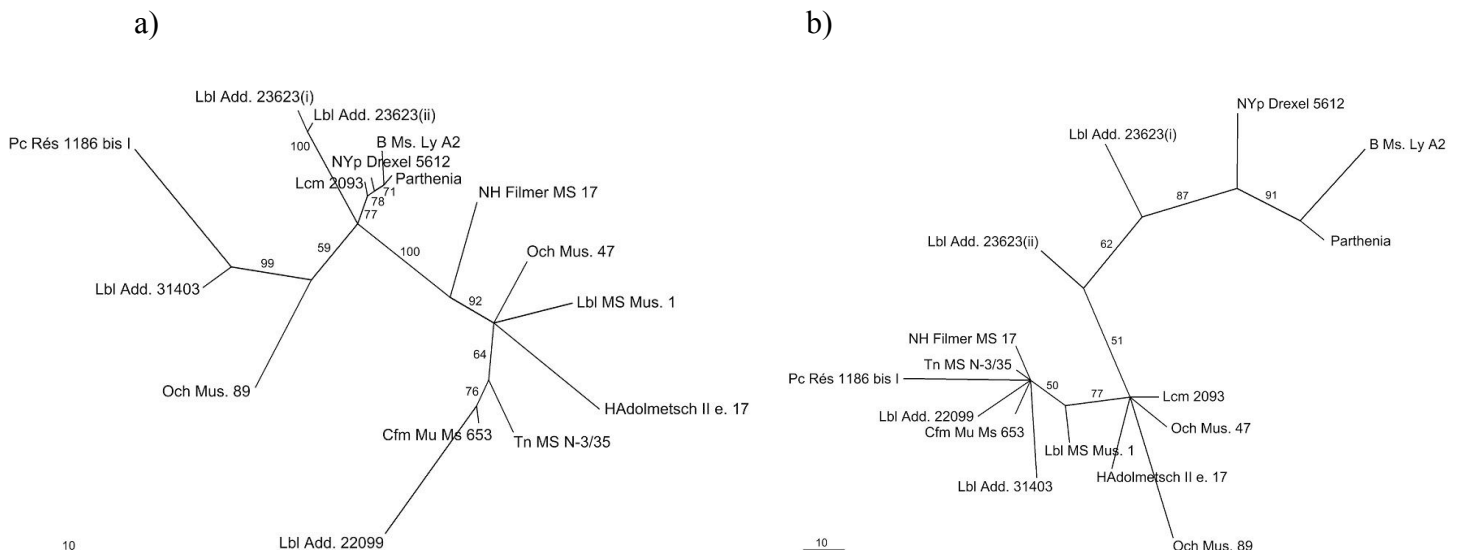 a)
Lbl Add. 23623(i)
Lbl Add. 23623(ii)
Pc Rés 1186 bis I
100
B Ms. Ly A2
NYp Drexel 5612
Lcm 2093
Parthenia
71
78
77
NH Filmer MS 17
59
100
Och Mus. 47
99
Lbl Add. 31403
92
Lbl MS Mus. 1
64
Och Mus. 89
76
HAdolmetsch II e. 17
Cfm Mu Ms 653
Tn MS N-3/35
Lbl Add. 22099
10
b)
NYp Drexel 5612
Lbl Add. 23623(i)
B Ms. Ly A2
87
91
Lbl Add. 23623(ii)
62
Parthenia
NH Filmer MS 17
51
Tn MS N-3/35
Pc Rés 1186 bis I
50
77
Lcm 2093
Lbl Add. 22099
Och Mus. 47
Cfm Mu Ms 653
Lbl MS Mus. 1
HAdolmetsch II e. 17
Lbl Add. 31403
Och Mus. 89
10